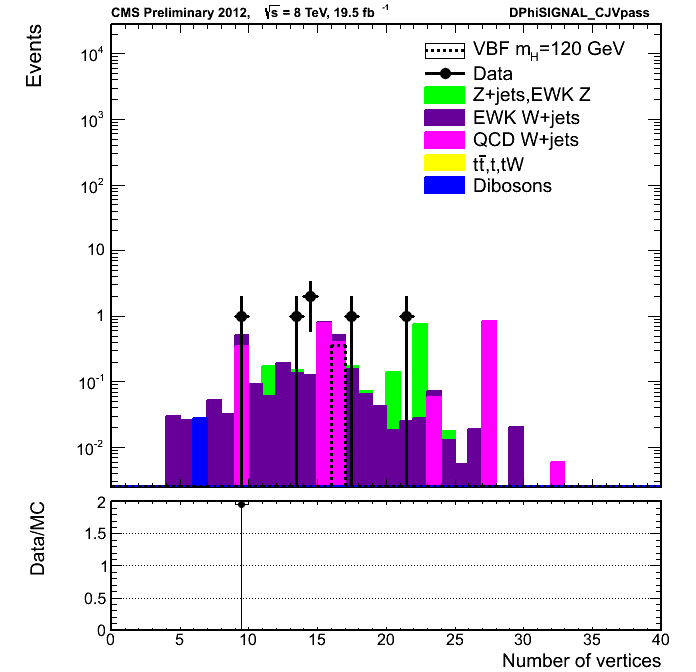 CMS Preliminary 2012, √s = 8 TeV, 19.5 fb⁻¹ DPhiSIGNAL_CJVpass
Events
VBF m_H=120 GeV
Data
Z+jets,EWK Z
EWK W+jets
QCD W+jets
tt̄,t,tW
Dibosons
10⁴
10³
10²
10
1
10⁻¹
10⁻²
Data/MC
2
1.5
1
0.5
0
0 5 10 15 20 25 30 35 40
Number of vertices